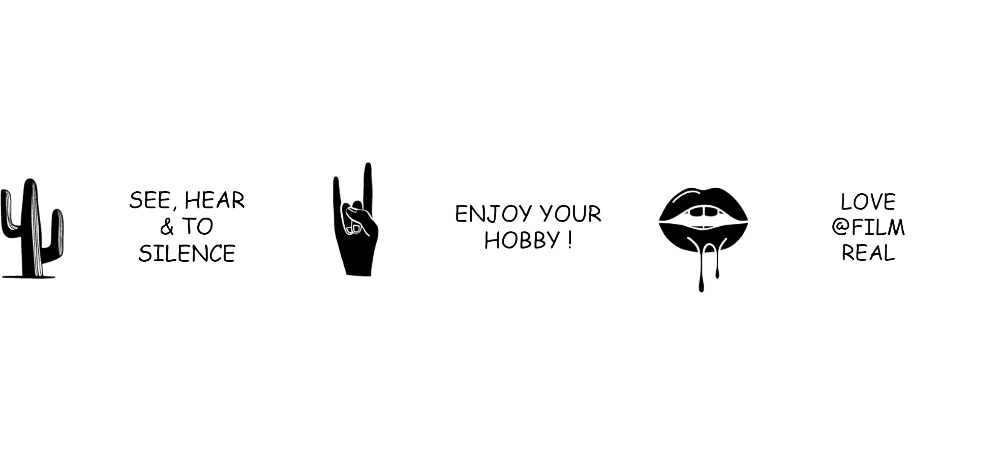 SEE, HEAR
& TO
SILENCE
ENJOY YOUR
HOBBY !
LOVE
@FILM
REAL